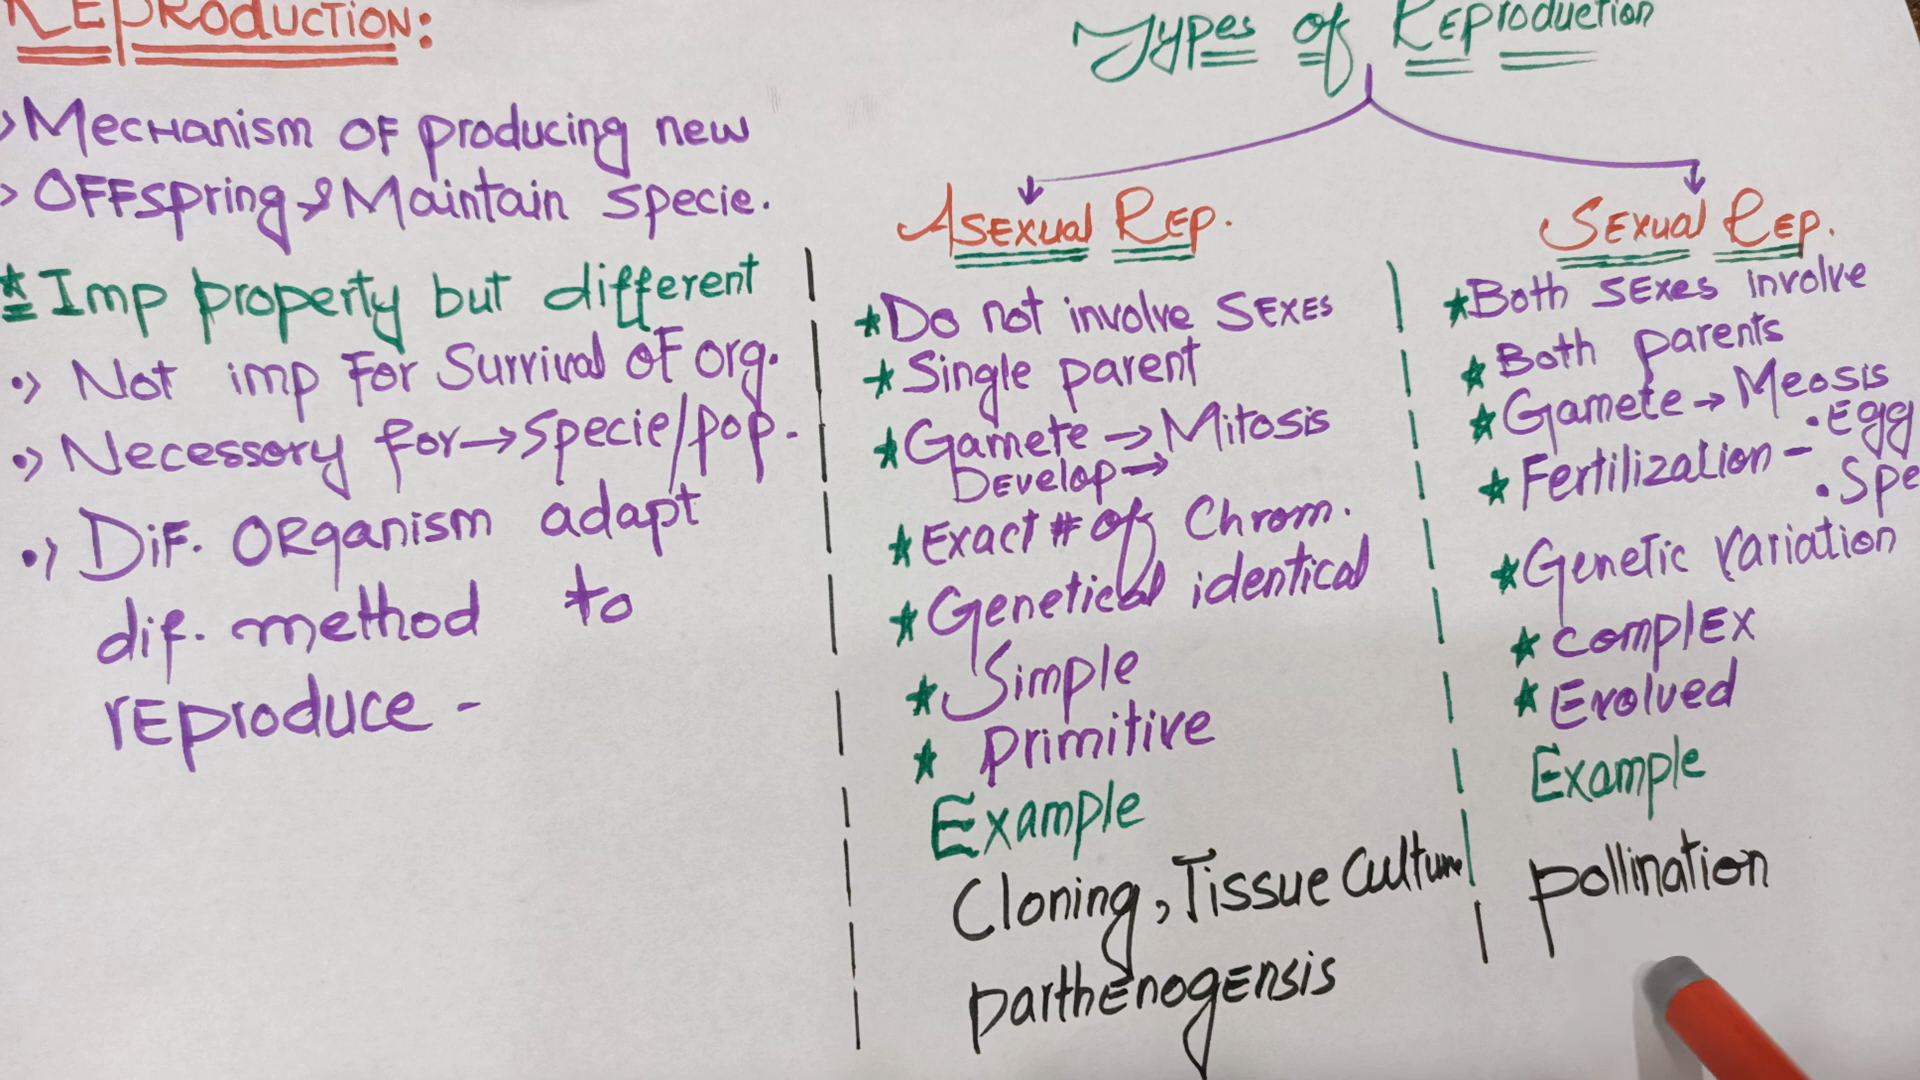 REPRODUCTION:
Mechanism of producing new
Offspring & Maintain specie.
Imp property but different
Not imp for Survival of org.
Necessory for → specie/pop.
Dif. Organism adapt
dif. method to
reproduce -
Types of Reproduction
Asexual Rep.
Do not involve sexes
Single parent
Gamete → Mitosis
Develop →
Exact # of Chrom.
Genetical identical
Simple
Primitive
Example
Cloning, Tissue Culture
parthenogensis
Sexual Rep.
Both sexes involve
Both parents
Gamete → Meosis
Fertilization - . Egg
. Spe
Genetic variation
Complex
Evolved
Example
pollination